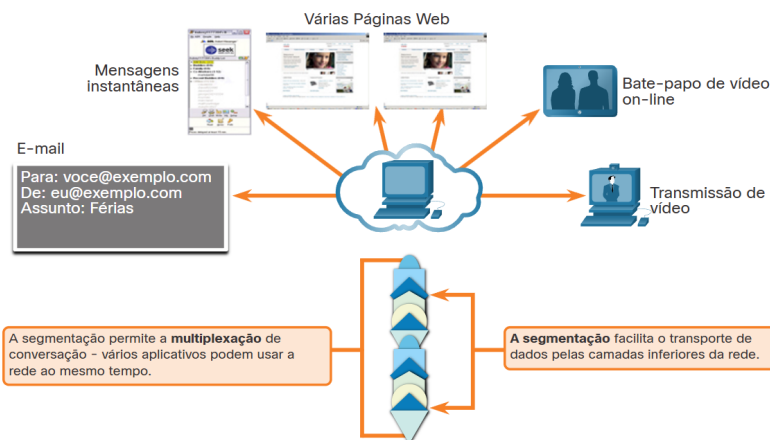 Várias Páginas Web
Mensagens
instantâneas
seek
Bate-papo de vídeo
on-line
E-mail
Para: voce@exemplo.com
De: eu@exemplo.com
Assunto: Férias
Transmissão de
vídeo
A segmentação permite a multiplexação de
conversação - vários aplicativos podem usar a
rede ao mesmo tempo.
A segmentação facilita o transporte de
dados pelas camadas inferiores da rede.